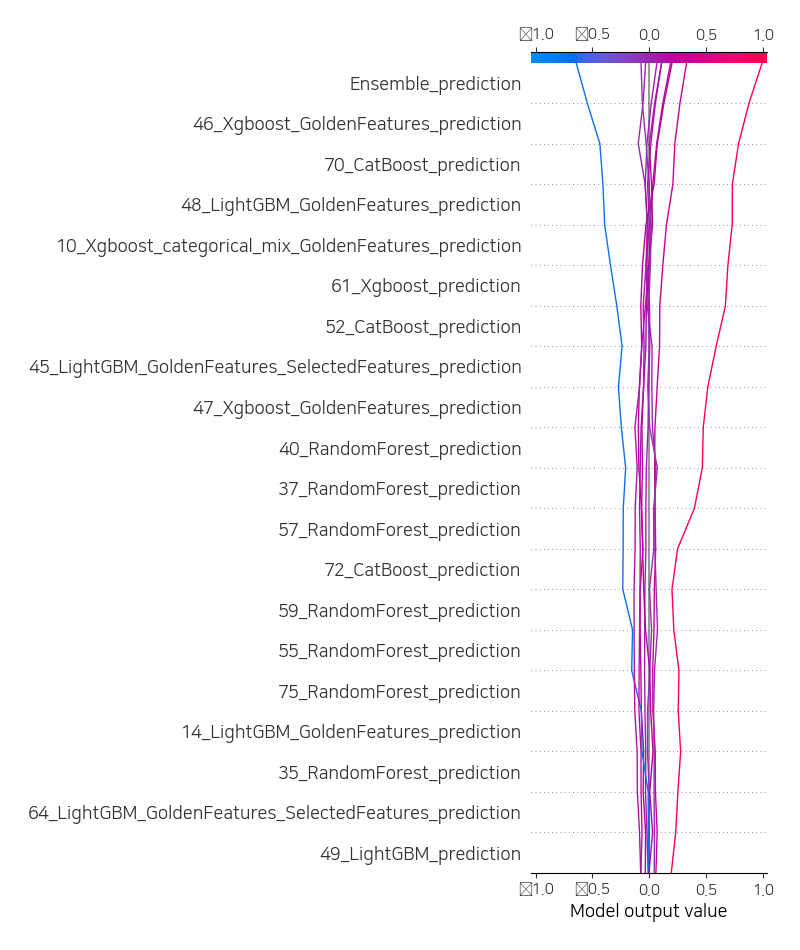 ▯1.0 ▯0.5 0.0 0.5 1.0
Ensemble_prediction
46_Xgboost_GoldenFeatures_prediction
70_CatBoost_prediction
48_LightGBM_GoldenFeatures_prediction
10_Xgboost_categorical_mix_GoldenFeatures_prediction
61_Xgboost_prediction
52_CatBoost_prediction
45_LightGBM_GoldenFeatures_SelectedFeatures_prediction
47_Xgboost_GoldenFeatures_prediction
40_RandomForest_prediction
37_RandomForest_prediction
57_RandomForest_prediction
72_CatBoost_prediction
59_RandomForest_prediction
55_RandomForest_prediction
75_RandomForest_prediction
14_LightGBM_GoldenFeatures_prediction
35_RandomForest_prediction
64_LightGBM_GoldenFeatures_SelectedFeatures_prediction
49_LightGBM_prediction
▯1.0 ▯0.5 0.0 0.5 1.0
Model output value